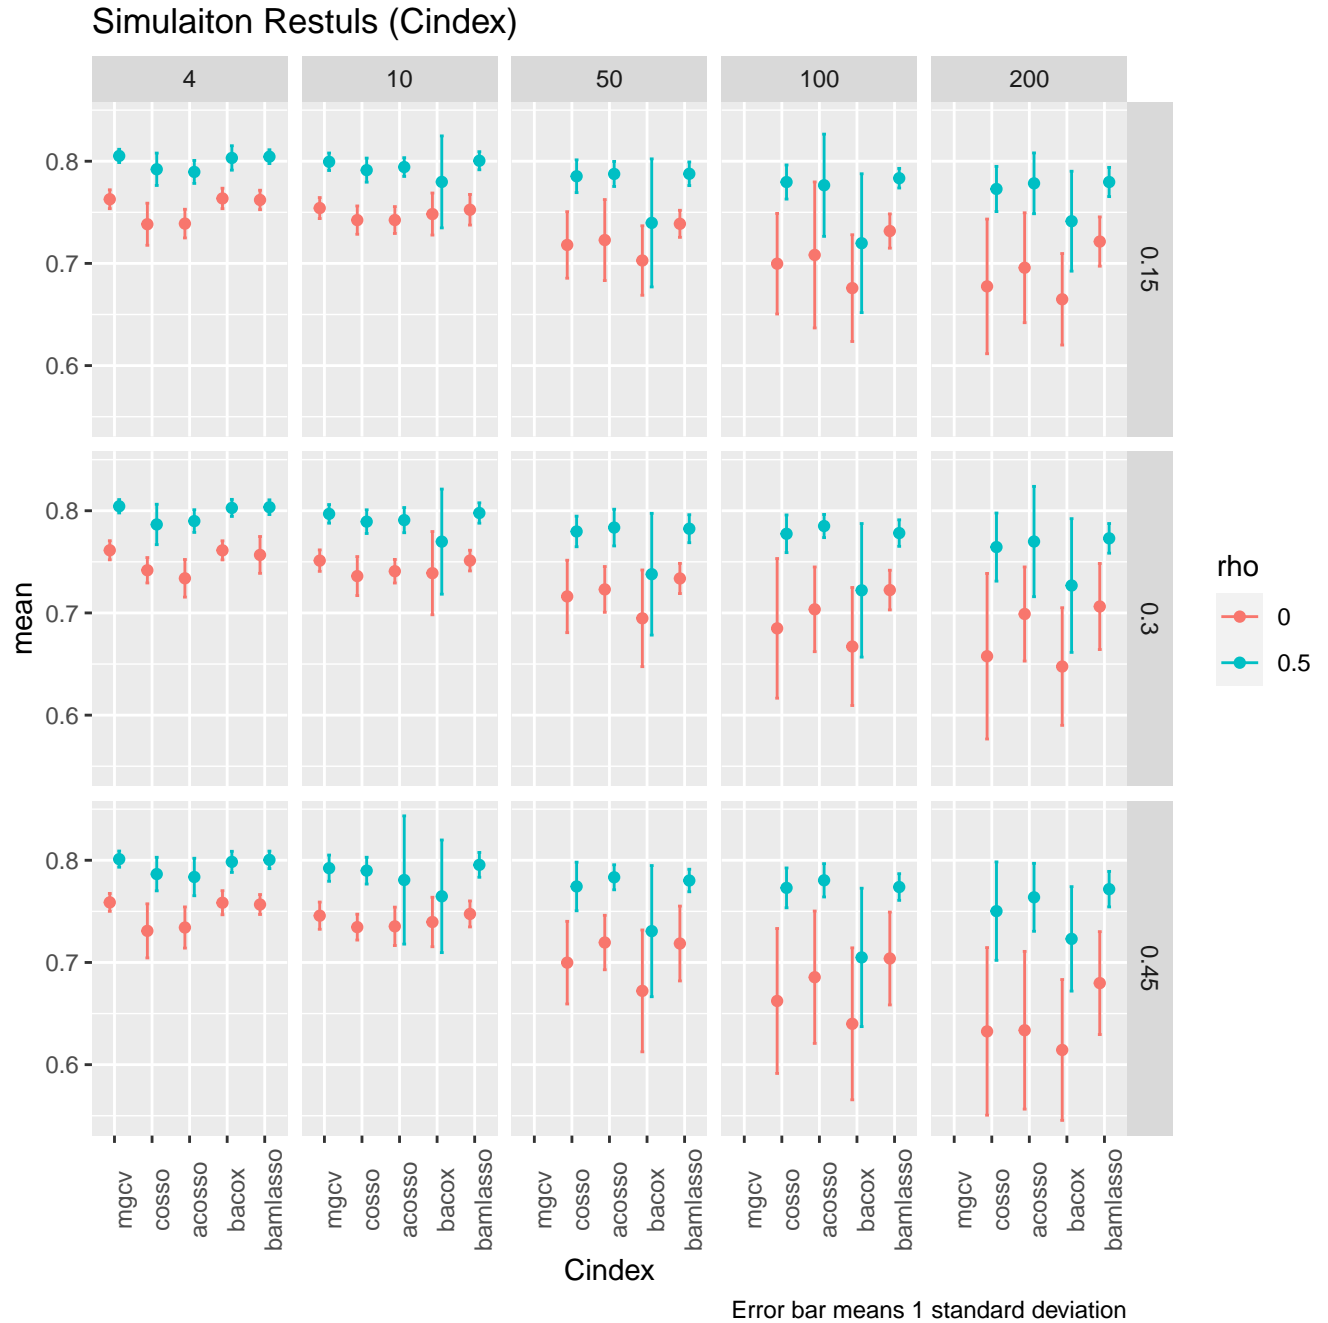 Simulaiton Restuls (Cindex)
4 10 50 100 200
0.8
0.7
0.6
0.15
0.8
0.7
0.6
0.3
0.8
0.7
0.6
0.45
mean
mgcv cosso acosso bacox bamlasso mgcv cosso acosso bacox bamlasso mgcv cosso acosso bacox bamlasso mgcv cosso acosso bacox bamlasso mgcv cosso acosso bacox bamlasso
Cindex
Error bar means 1 standard deviation
rho
0
0.5